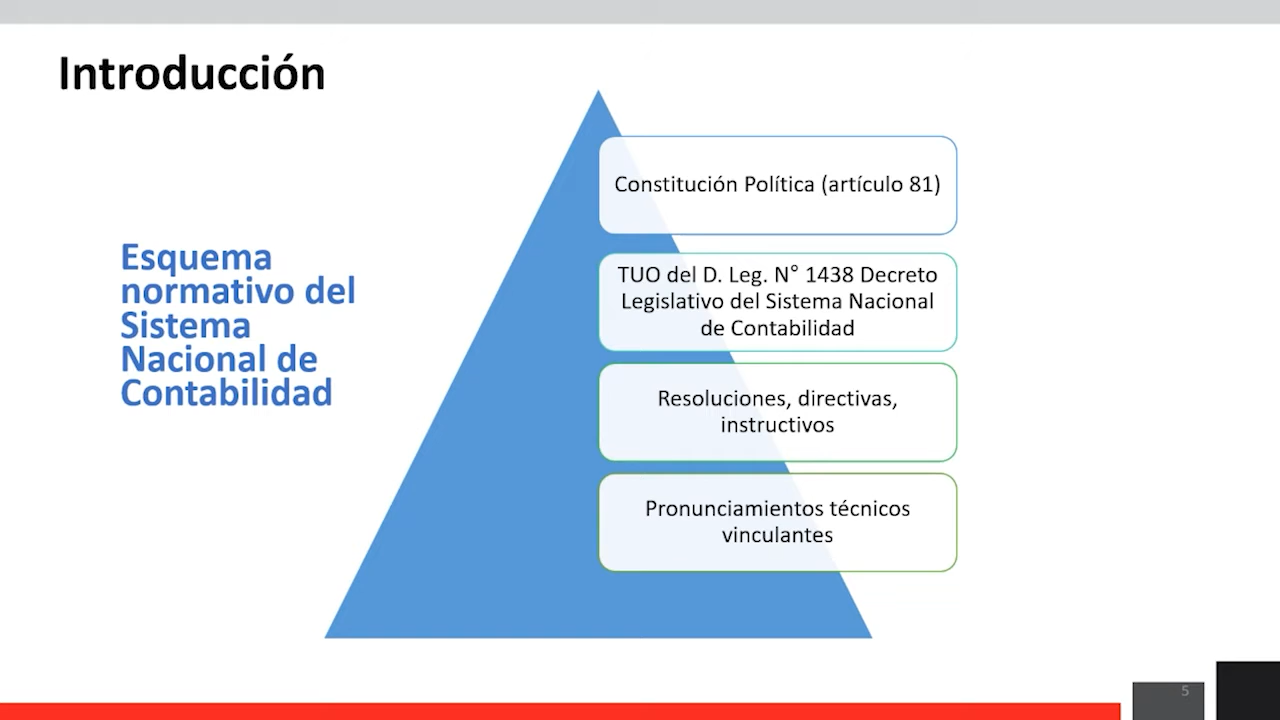 Introducción
Esquema
normativo del
Sistema
Nacional de
Contabilidad
Constitución Política (artículo 81)
TUO del D. Leg. N° 1438 Decreto
Legislativo del Sistema Nacional
de Contabilidad
Resoluciones, directivas,
instructivos
Pronunciamientos técnicos
vinculantes
5